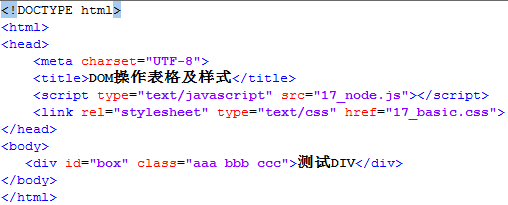 <!DOCTYPE html>
<html>
<head>
    <meta charset="UTF-8">
    <title>DOM操作表格及样式</title>
    <script type="text/javascript" src="17_node.js"></script>
    <link rel="stylesheet" type="text/css" href="17_basic.css">
</head>
<body>
    <div id="box" class="aaa bbb ccc">测试DIV</div>
</body>
</html>